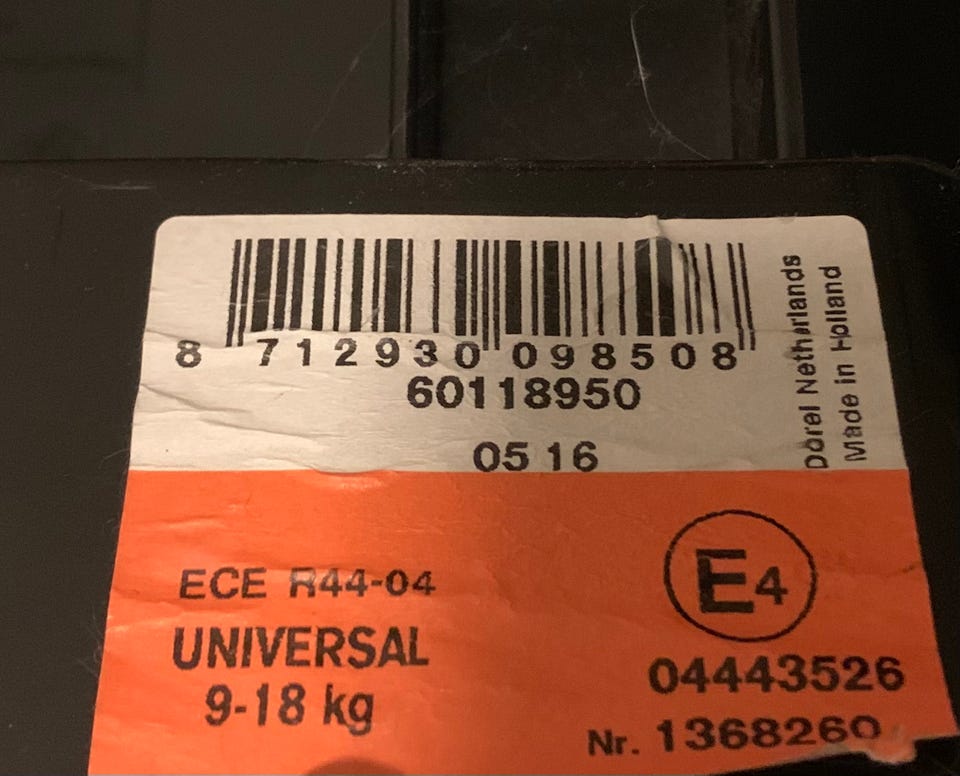 8 712930 098508
60118950
05 16
Dorel Netherlands
Made in Holland
ECE R44-04
UNIVERSAL
9-18 kg
E4
04443526
Nr. 1368260